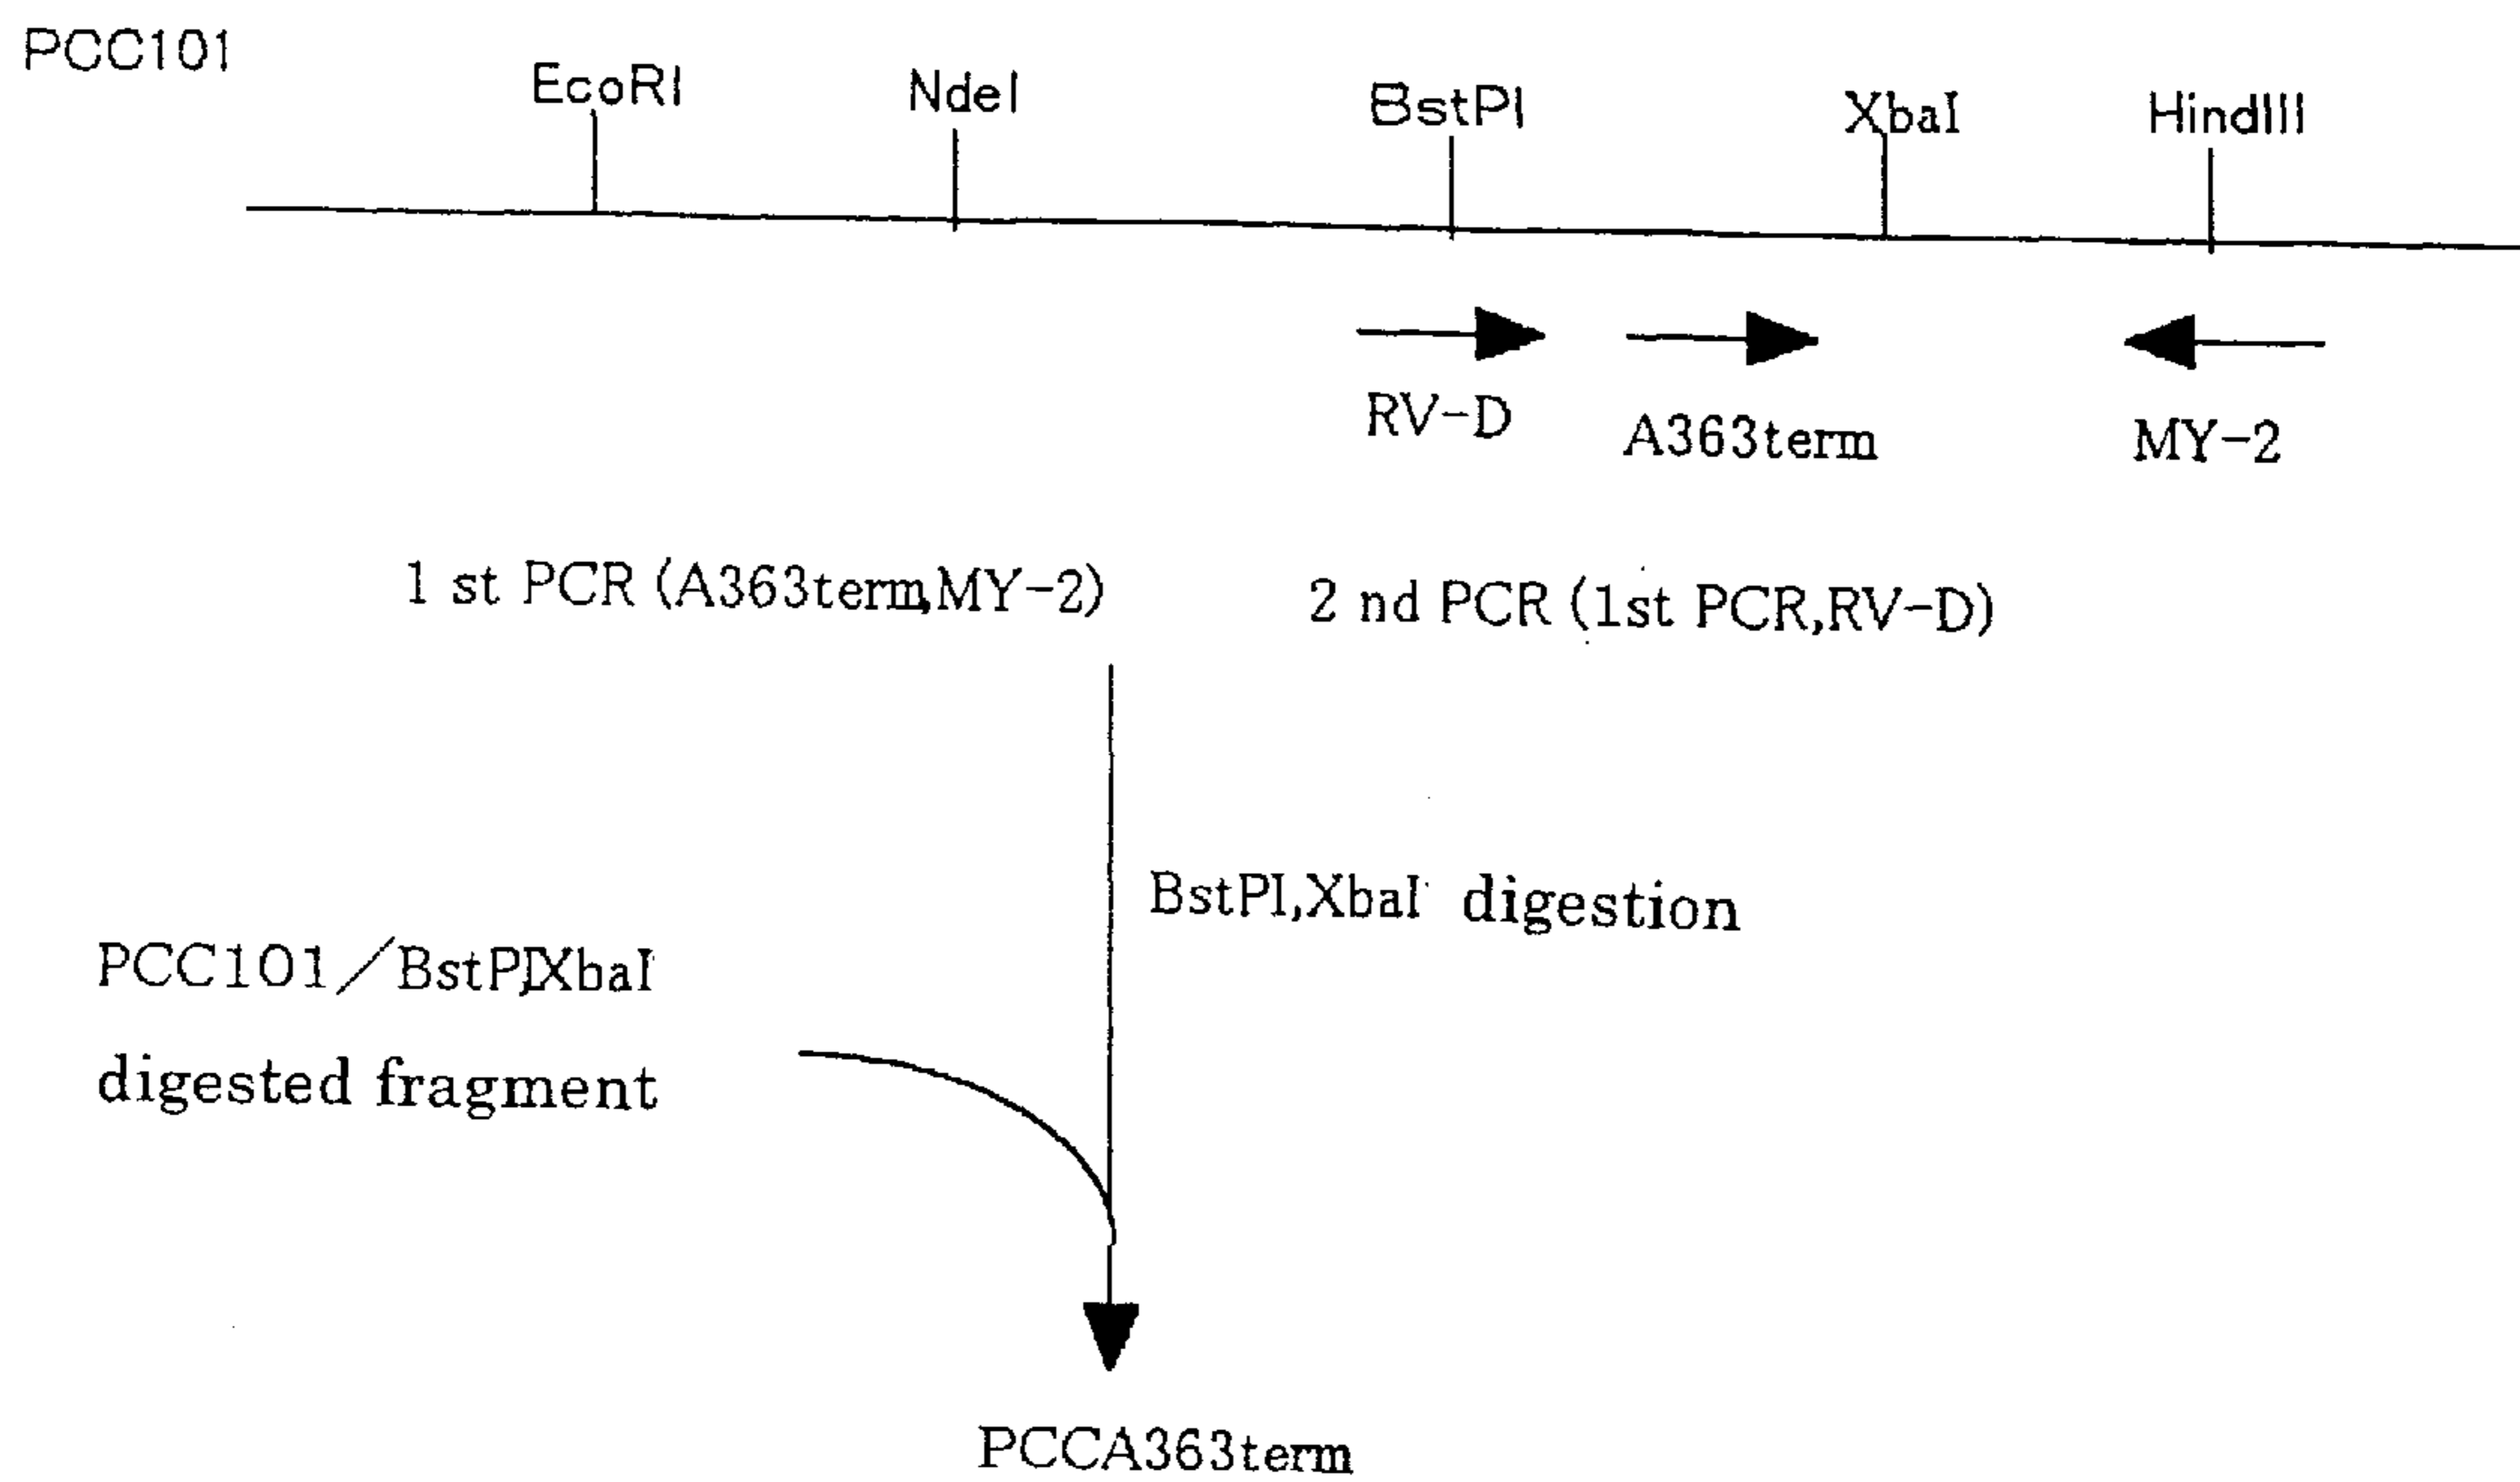 PCC101
EcoRI NdeI BstPI XbaI HindIII
RV-D A363term MY-2
1 st PCR (A363term,MY-2) 2 nd PCR (1st PCR,RV-D)
BstPI,XbaI digestion
PCC101/BstPI,XbaI
digested fragment
PCCA363term